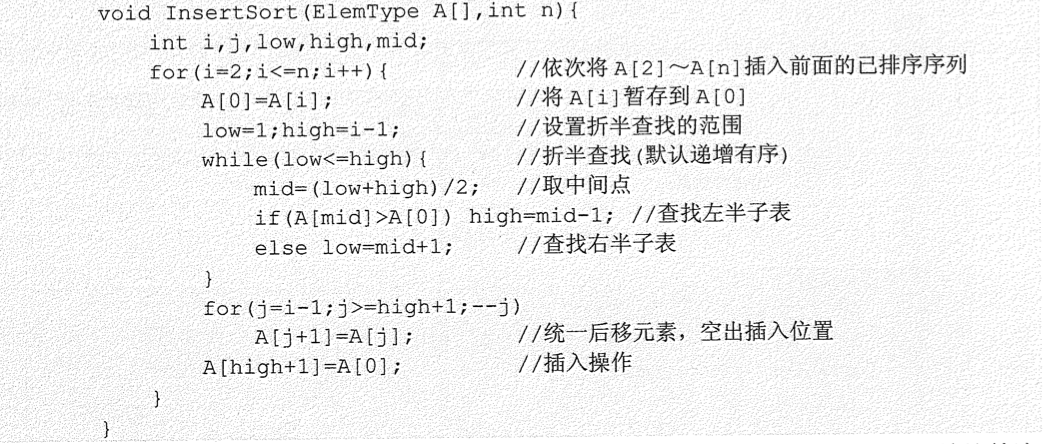 void InsertSort(ElemType A[],int n){
int i,j,low,high,mid;
for(i=2;i<=n;i++){ //依次将A[2]～A[n]插入前面的已排序序列
A[0]=A[i]; //将A[i]暂存到A[0]
low=1;high=i-1; //设置折半查找的范围
while(low<=high){ //折半查找(默认递增有序)
mid=(low+high)/2; //取中间点
if(A[mid]>A[0]) high=mid-1; //查找左半子表
else low=mid+1; //查找右半子表
}
for(j=i-1;j>=high+1;--j)
A[j+1]=A[j]; //统一后移元素，空出插入位置
A[high+1]=A[0]; //插入操作
}
}